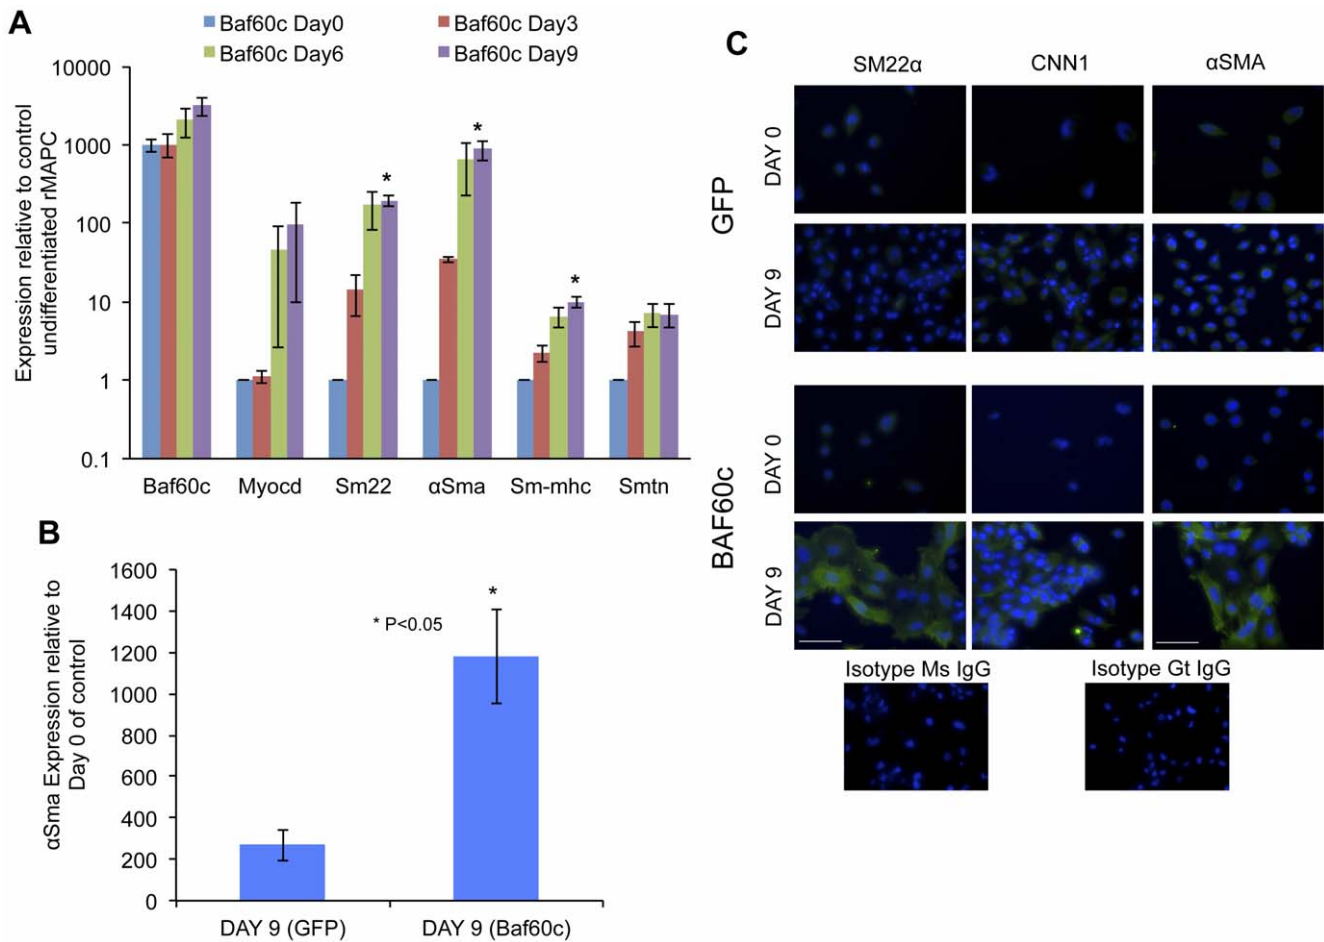 A
Baf60c Day0
Baf60c Day3
Baf60c Day6
Baf60c Day9
Expression relative to control
undifferentiated rMAPC
10000
1000
100
10
1
0.1
*
*
*
Baf60c Myocd Sm22 αSma Sm-mhc Smtn
B
αSma Expression relative to
Day 0 of control
1600
1400
1200
1000
800
600
400
200
0
* P<0.05
*
DAY 9 (GFP) DAY 9 (Baf60c)
C
SM22α CNN1 αSMA
GFP
DAY 0
DAY 9
BAF60c
DAY 0
DAY 9
Isotype Ms IgG
Isotype Gt IgG